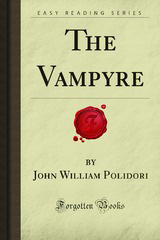 EASY READING SERIES
THE
VAMPYRE
by
JOHN WILLIAM POLIDORI
Forgotten Books